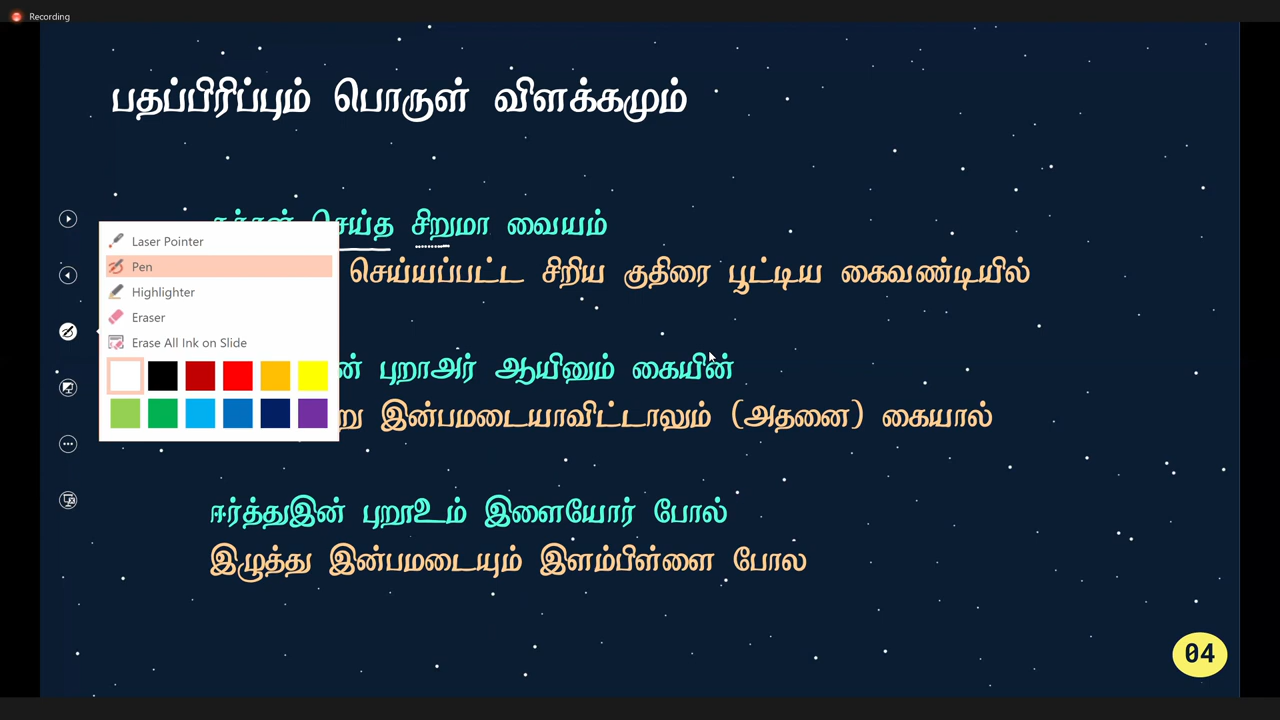 Recording
பதப்பிரிப்பும் பொருள் விளக்கமும்
செய்த சிறுமா வையம்
Laser Pointer
Pen
செய்யப்பட்ட சிறிய குதிரை பூட்டிய கைவண்டியில்
Highlighter
Eraser
Erase All Ink on Slide
புறாஅர் ஆயினும் கையின்
இன்பமடையாவிட்டாலும் (அதனை) கையால்
ஈர்த்துஇன் புறூஉம் இளையோர் போல்
இழுத்து இன்பமடையும் இளம்பிள்ளை போல
04